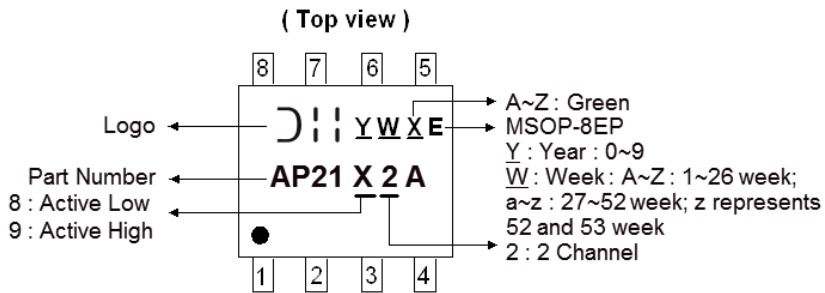 ( Top view )
8 7 6 5
A~Z : Green
Logo
Y W X E
MSOP-8EP
Y : Year : 0~9
Part Number
AP21 X 2 A
W : Week : A~Z : 1~26 week;
8 : Active Low
a~z : 27~52 week; z represents
9 : Active High
52 and 53 week
2 : 2 Channel
1 2 3 4